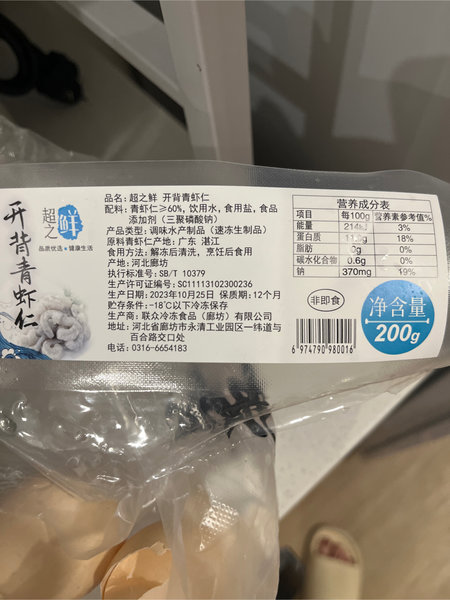 超之鲜
品质优选 健康生活
开背青虾仁
品名：超之鲜 开背青虾仁
配料：青虾仁≥60%，饮用水，食用盐，食品
添加剂（三聚磷酸钠）
产品类型：调味水产制品（速冻生制品）
原料青虾仁产地：广东 湛江
食用方法：解冻后清洗，烹饪后食用
产地：河北廊坊
执行标准号：SB/T 10379
生产许可证编号：SC11113102300236
生产日期：2023年10月25日 保质期：12个月
贮存条件：-18℃以下冷冻保存
生产商：联众冷冻食品（廊坊）有限公司
地址：河北省廊坊市永清工业园区一纬道与
百合路交口处
电话：0316-6654183
营养成分表
项目 每100g 营养素参考值%
能量 214kJ 3%
蛋白质 18%
脂肪 0g 0%
碳水化合物 0.6g 0%
钠 370mg 19%
非即食
6 974790 980016
净含量
200g